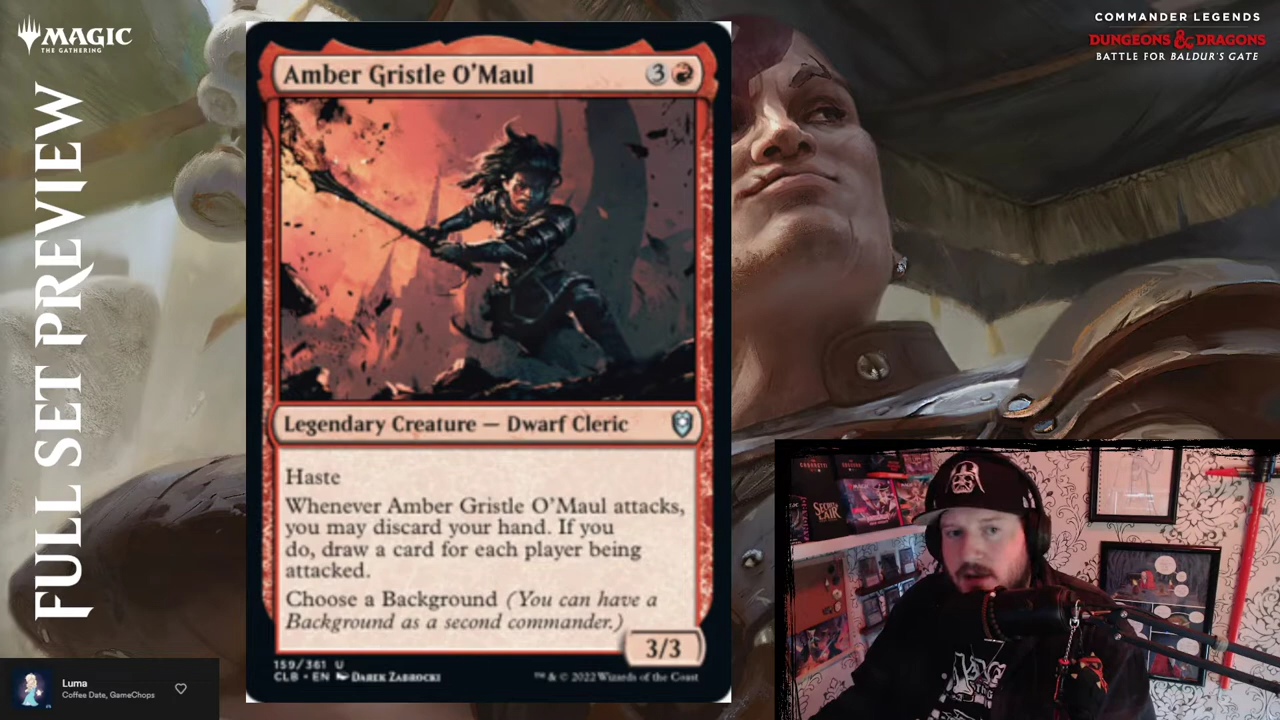 MAGIC
THE GATHERING
FULL SET PREVIEW
COMMANDER LEGENDS
DUNGEONS & DRAGONS
BATTLE FOR BALDUR'S GATE
Amber Gristle O'Maul 3
Legendary Creature — Dwarf Cleric
Haste
Whenever Amber Gristle O'Maul attacks,
you may discard your hand. If you
do, draw a card for each player being
attacked.
Choose a Background (You can have a
Background as a second commander.)
3/3
159/361 U
CLB • EN DAREK ZABROCKI
™ & © 2022 Wizards of the Coast
SECRET
LAIR
Luma
Coffee Date, GameChops